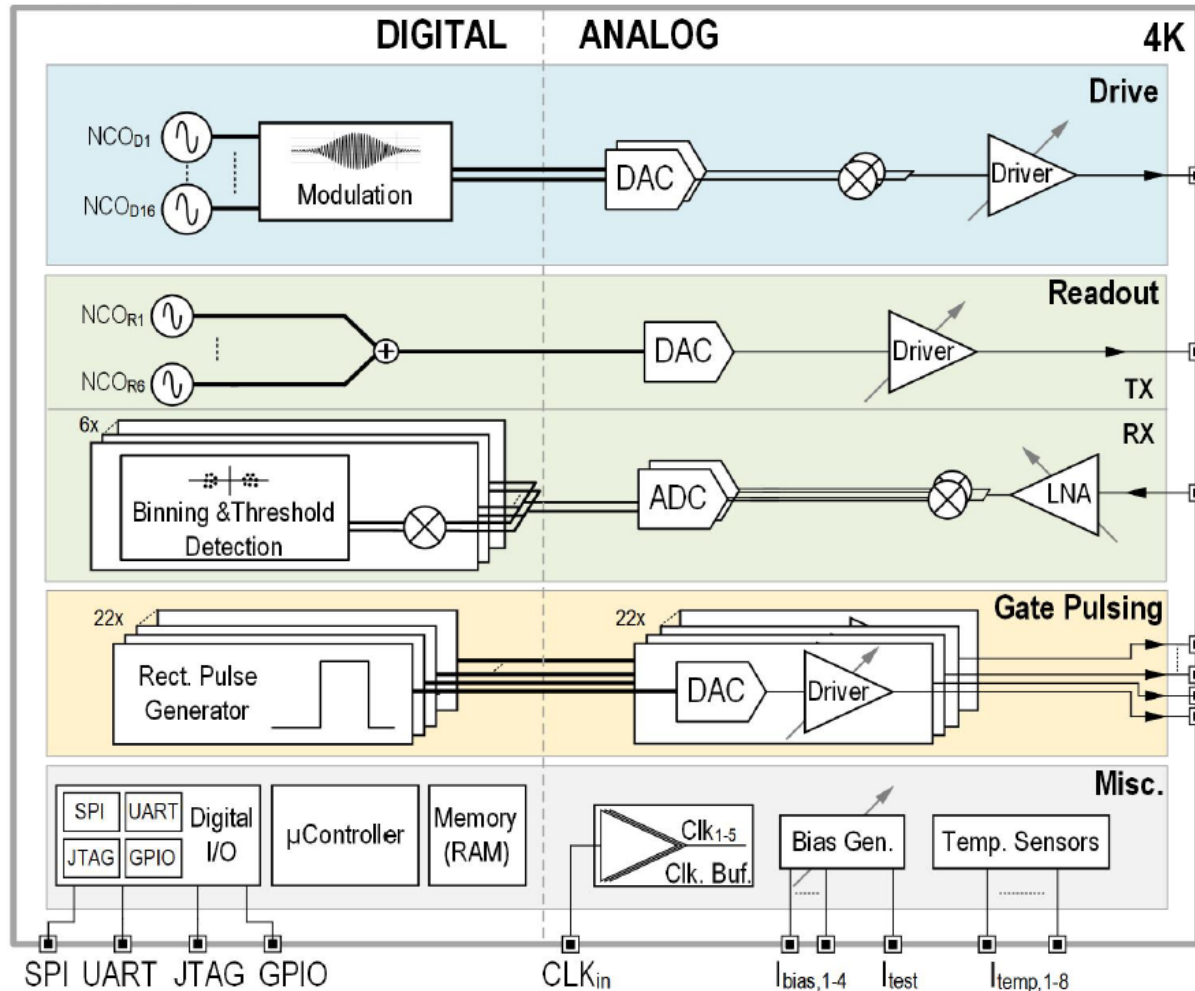 DIGITAL ANALOG 4K
Drive
NCOD1
NCOD16
Modulation
DAC
Driver
Readout
NCOR1
NCOR6
DAC
Driver
TX
RX
6x
Binning &Threshold
Detection
ADC
LNA
Gate Pulsing
22x
Rect. Pulse
Generator
22x
DAC
Driver
Misc.
SPI
UART
JTAG
GPIO
Digital
I/O
µController
Memory
(RAM)
Clk1-5
Clk. Buf.
Bias Gen.
Temp. Sensors
SPI UART JTAG GPIO CLKin Ibias,1-4 Itest Itemp,1-8